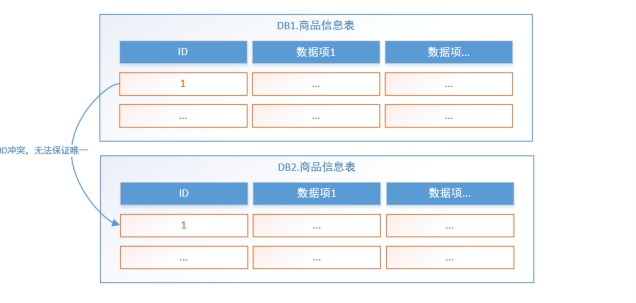 DB1.商品信息表
ID 数据项1 数据项...
1 ... ...
... ... ...
ID冲突，无法保证唯一
DB2.商品信息表
ID 数据项1 数据项...
1 ... ...
... ... ...